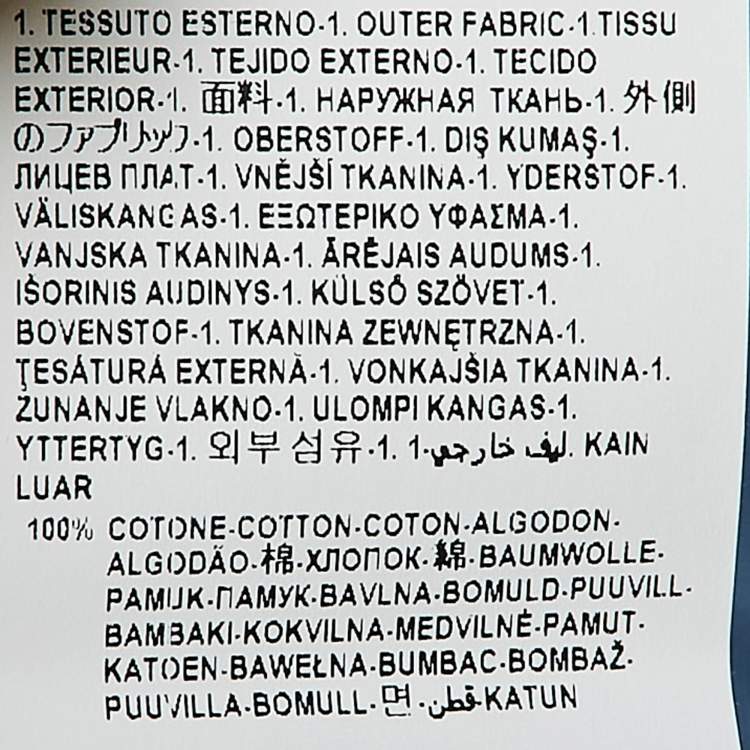 1. TESSUTO ESTERNO-1. OUTER FABRIC-1.TISSU
EXTERIEUR-1. TEJIDO EXTERNO-1. TECIDO
EXTERIOR-1. 面料-1. НАРУЖНАЯ ТКАНЬ-1. 外側
のファブリック-1. OBERSTOFF-1. DIŞ KUMAŞ-1.
ЛИЦЕВ ПЛАТ-1. VNĚJŠÍ TKANINA-1. YDERSTOF-1.
VÄLISKANGAS-1. ΕΞΩΤΕΡΙΚΟ ΥΦΑΣΜΑ-1.
VANJSKA TKANINA-1. ĀRĒJAIS AUDUMS-1.
IŠORINIS AUDINYS-1. KÜLSŐ SZÖVET-1.
BOVENSTOF-1. TKANINA ZEWNĘTRZNA-1.
ŢESĂTURĂ EXTERNĂ-1. VONKAJŠIA TKANINA-1.
ZUNANJE VLAKNO-1. ULOMPI KANGAS-1.
YTTERTYG-1. 외부 섬유-1. 1-ليف خارجي. KAIN
LUAR
100% COTONE-COTTON-COTON-ALGODON-
ALGODÃO-棉-ХЛОПОК-綿-BAUMWOLLE-
PAMUK-ПАМУК-BAVLNA-BOMULD-PUUVILL-
BAMBAKI-KOKVILNA-MEDVILNĖ-PAMUT-
KATOEN-BAWEŁNA-BUMBAC-BOMBAŽ-
PUUVILLA-BOMULL-면-قطن-KATUN